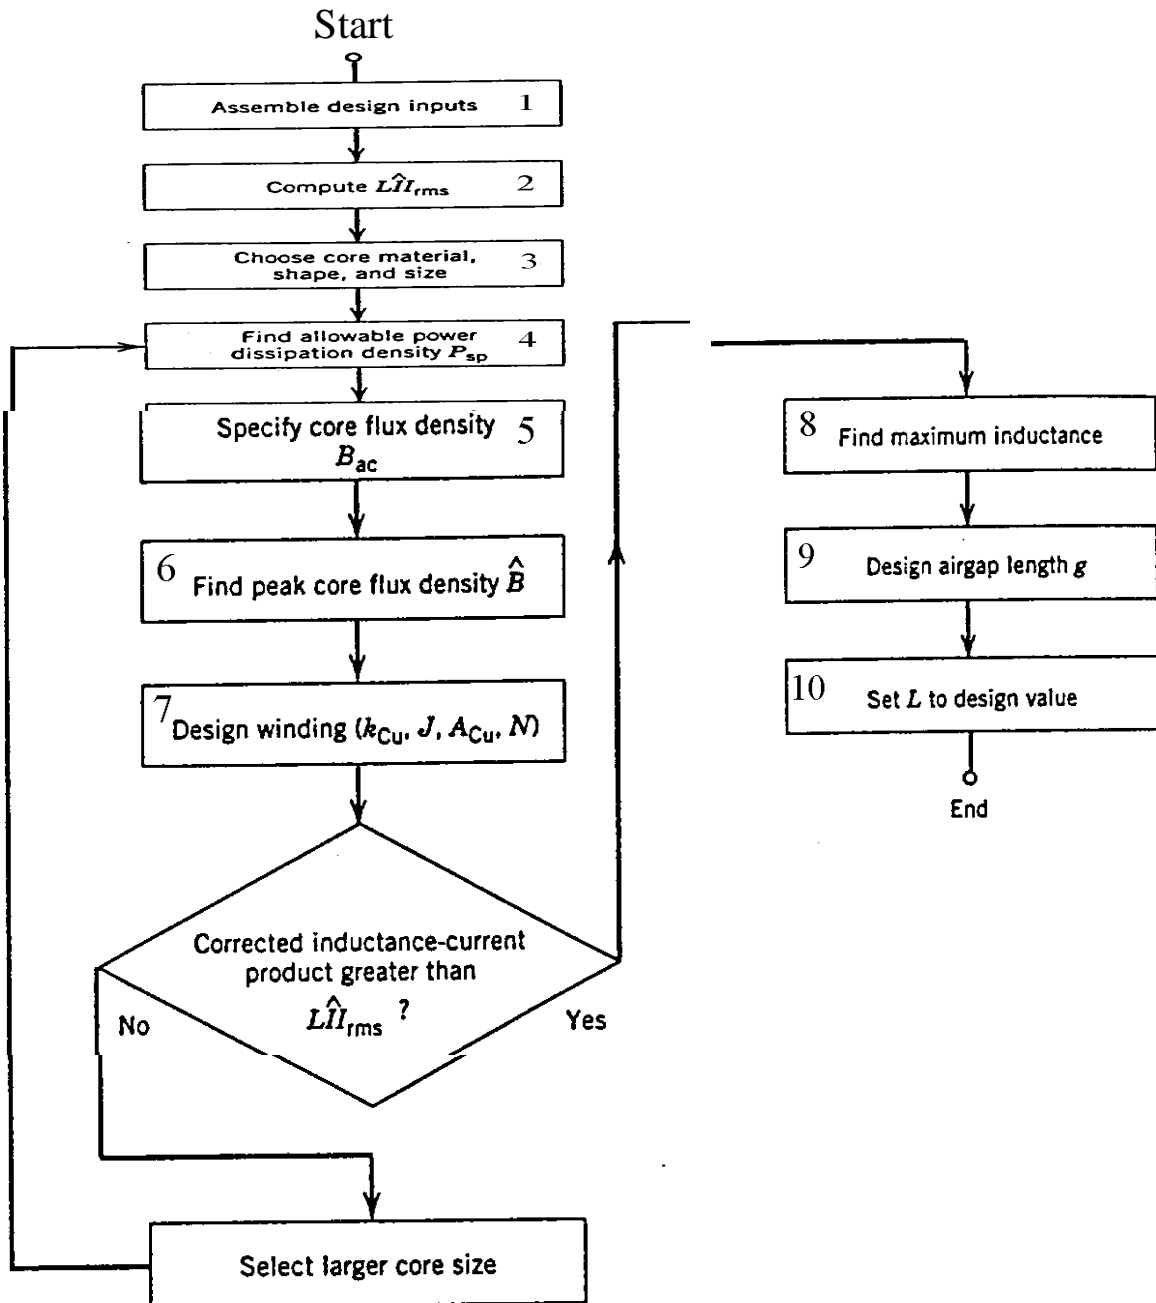 Start
Assemble design inputs 1
Compute LÎI_rms 2
Choose core material, 3
shape, and size
Find allowable power 4
dissipation density P_sp
Specify core flux density 5
B_ac
6
Find peak core flux density B̂
7
Design winding (k_Cu, J, A_Cu, N)
Corrected inductance-current
product greater than
LÎI_rms ?
No
Yes
Select larger core size
8 Find maximum inductance
9
Design airgap length g
10
Set L to design value
End